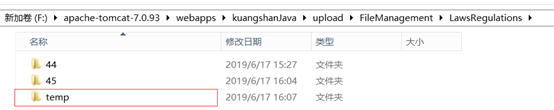 新加卷 (F:) ▸ apache-tomcat-7.0.93 ▸ webapps ▸ kuangshanJava ▸ upload ▸ FileManagement ▸ LawsRegulations ▸
名称 修改日期 类型 大小
44 2019/6/17 15:27 文件夹
45 2019/6/17 16:04 文件夹
temp 2019/6/17 16:07 文件夹